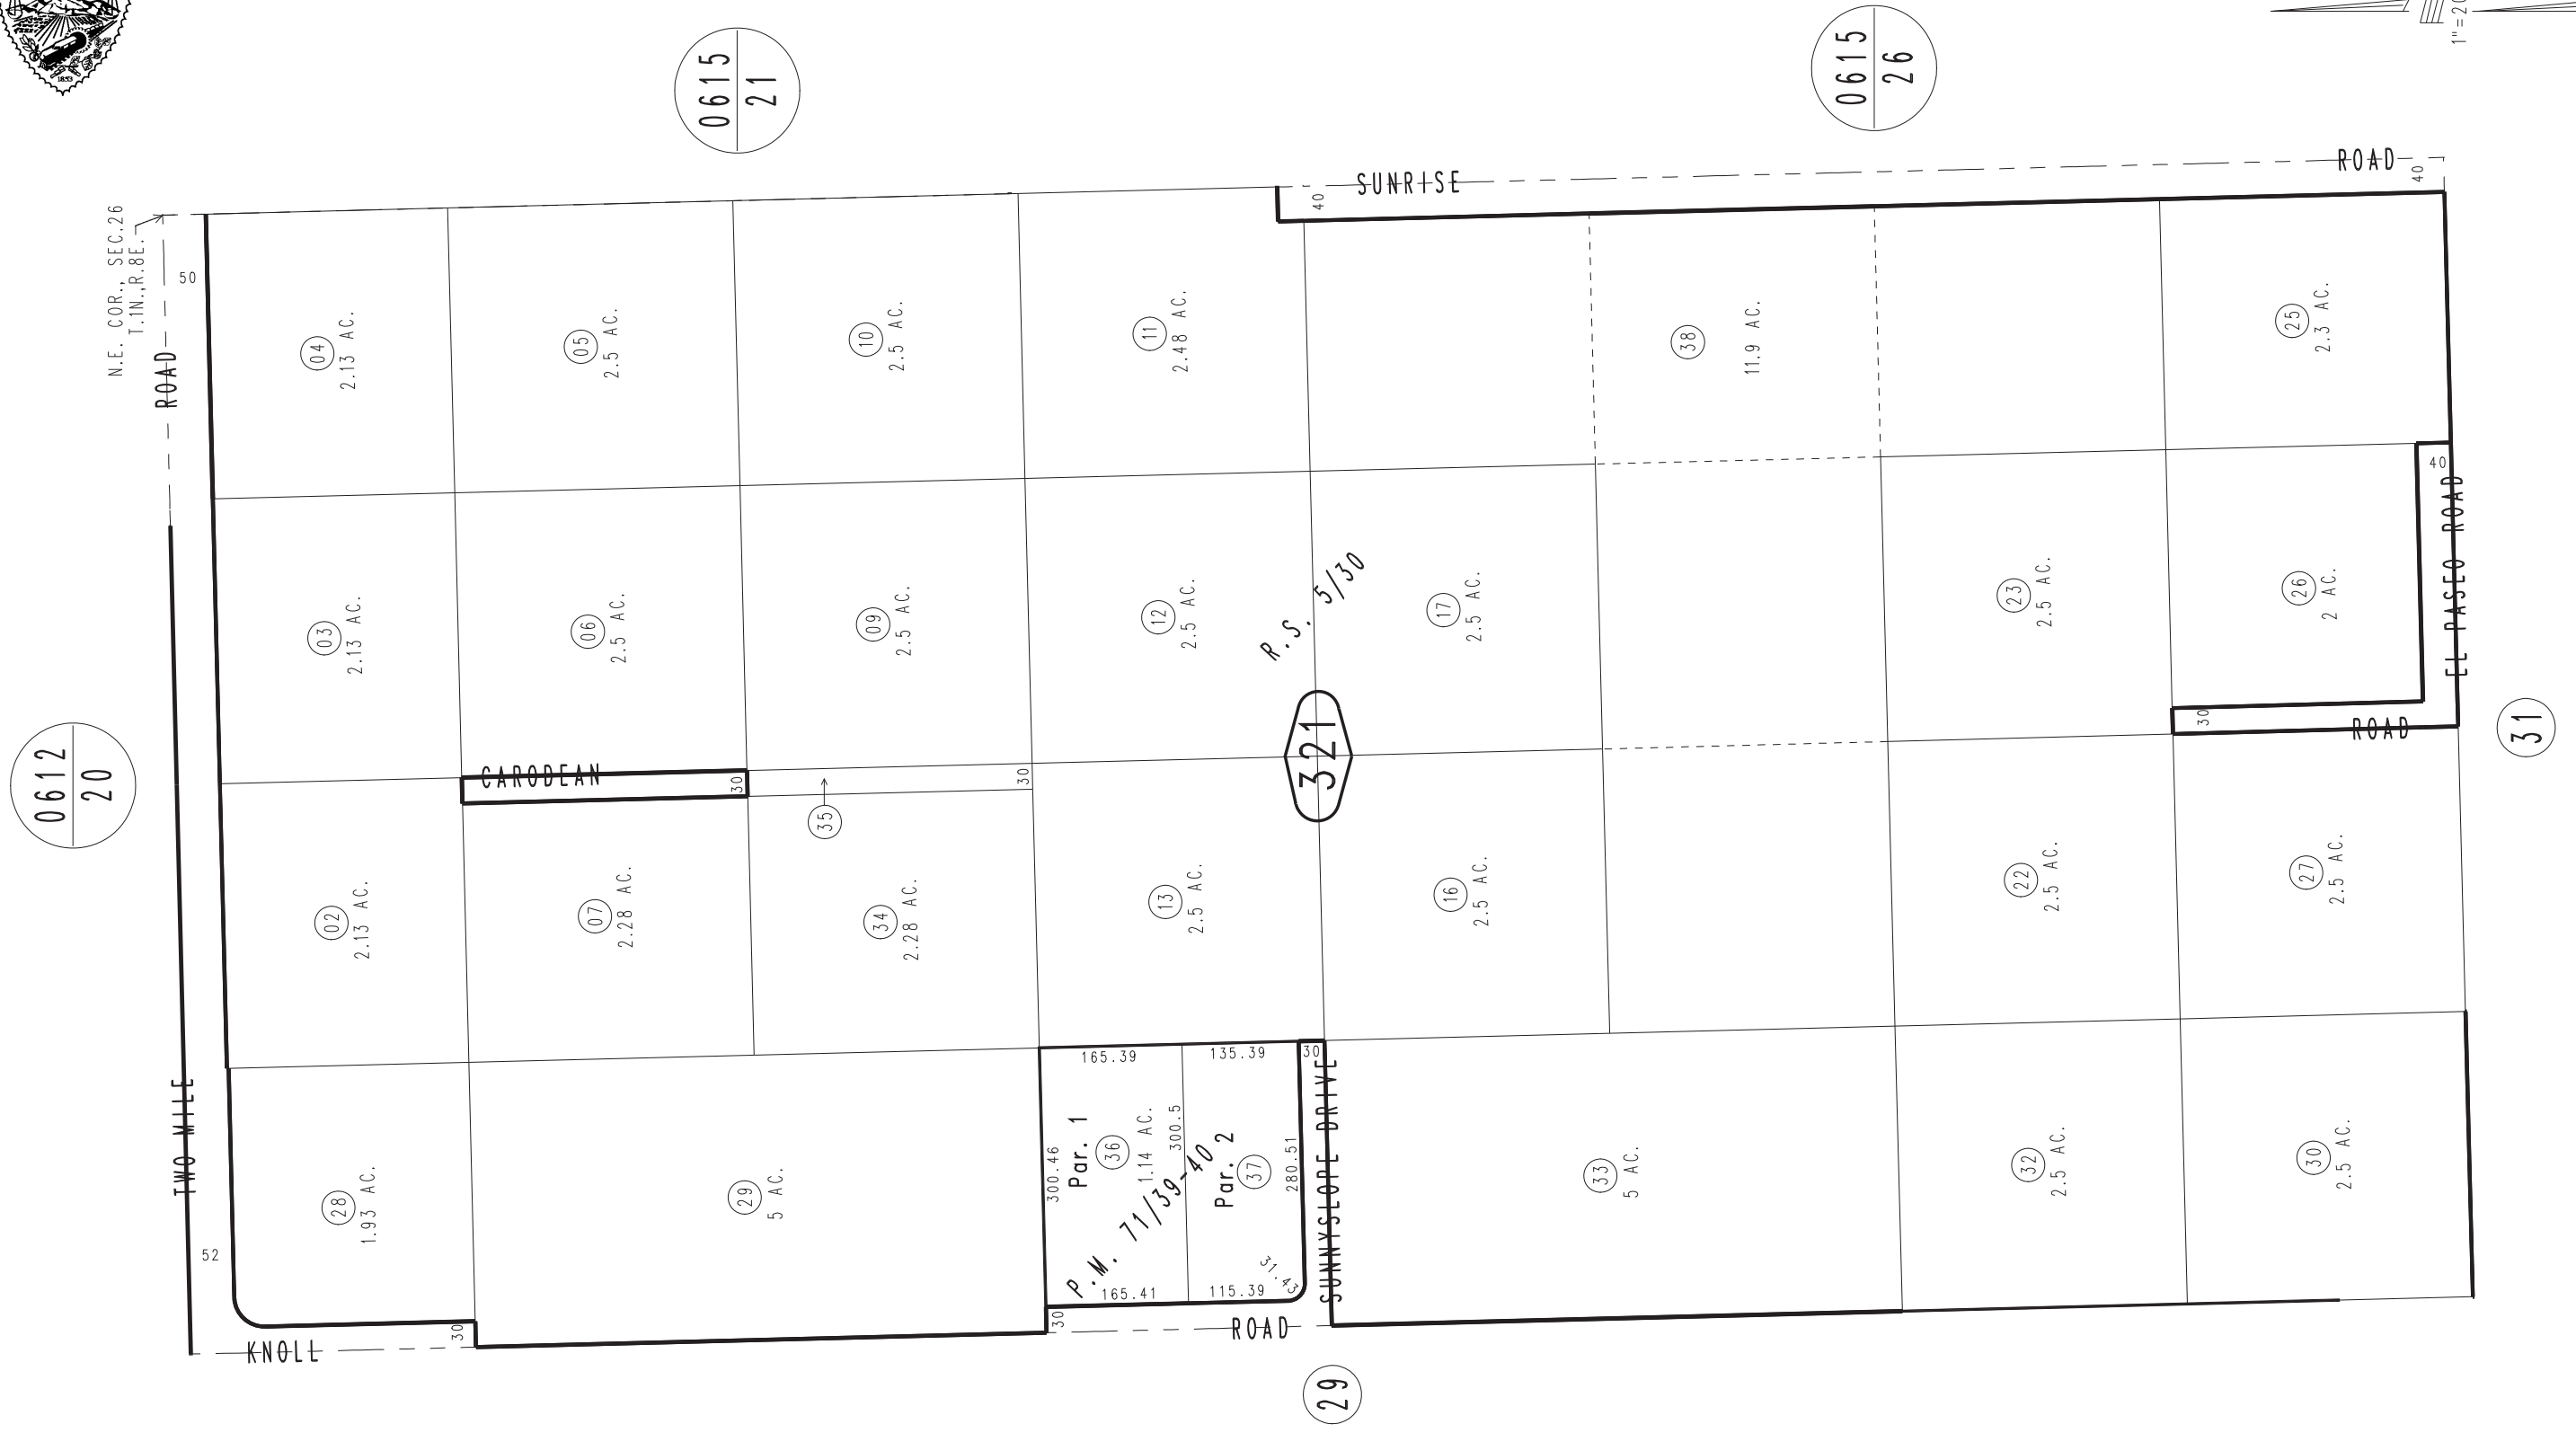 1853
0615
21
0615
26
SUNRISE ROAD
40
40
N.E. COR., SEC.26
T.1N.,R.8E.
50
ROAD
04
2.13 AC.
05
2.5 AC.
10
2.5 AC.
11
2.48 AC.
38
11.9 AC.
25
2.3 AC.
40
EL PASEO ROAD
03
2.13 AC.
06
2.5 AC.
09
2.5 AC.
12
2.5 AC.
R.S. 5/30
17
2.5 AC.
23
2.5 AC.
26
2 AC.
30
ROAD
31
0612
20
CARODEAN
30
30
35
321
02
2.13 AC.
07
2.28 AC.
34
2.28 AC.
13
2.5 AC.
16
2.5 AC.
22
2.5 AC.
27
2.5 AC.
TWO MILE
52
28
1.93 AC.
29
5 AC.
165.39
135.39
30
300.46
Par. 1
36
1.14 AC.
300.5
Par. 2
37
280.51
P.M. 71/39-40
31.43
165.41
115.39
SUNNYSLOPE DRIVE
33
5 AC.
32
2.5 AC.
30
2.5 AC.
KNOLL
30
30
ROAD
29